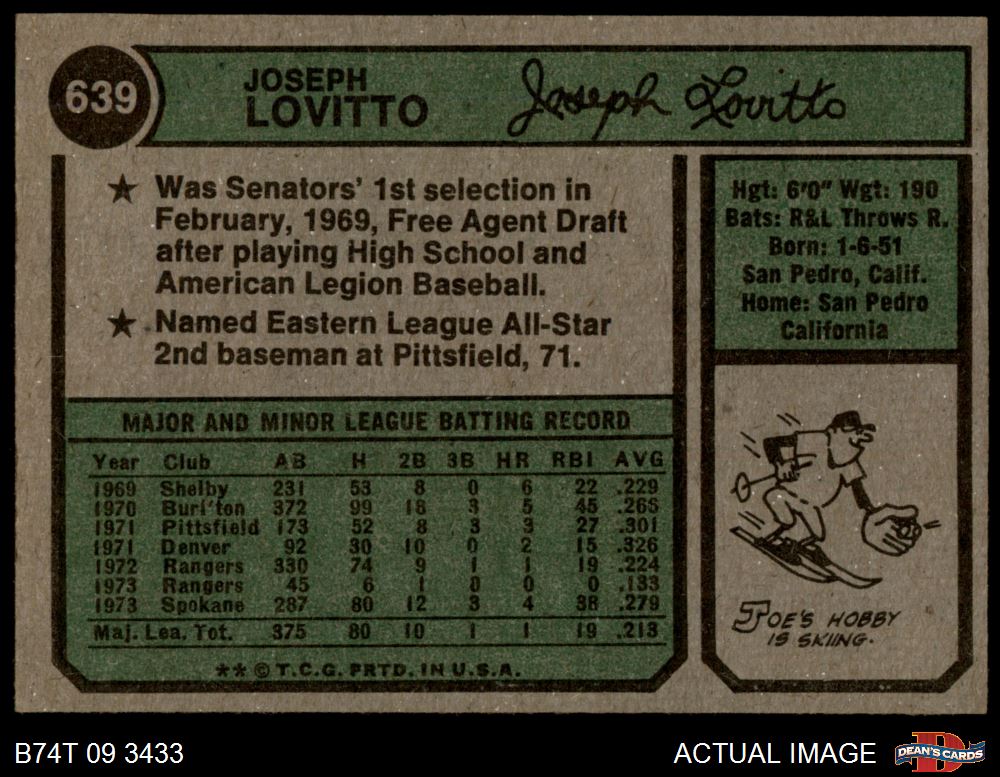 639
JOSEPH
LOVITTO
Joseph Lovitto
★ Was Senators' 1st selection in
February, 1969, Free Agent Draft
after playing High School and
American Legion Baseball.
★ Named Eastern League All-Star
2nd baseman at Pittsfield, 71.
Hgt: 6'0" Wgt: 190
Bats: R&L Throws R.
Born: 1-6-51
San Pedro, Calif.
Home: San Pedro
California
MAJOR AND MINOR LEAGUE BATTING RECORD
Year Club AB H 2B 3B HR RBI AVG
1969 Shelby 231 53 8 0 6 22 .229
1970 Burl'ton 372 99 18 3 5 45 .265
1971 Pittsfield 173 52 8 3 3 27 .301
1971 Denver 92 30 10 0 2 15 .326
1972 Rangers 330 74 9 1 1 19 .224
1973 Rangers 45 6 1 0 0 0 .133
1973 Spokane 287 80 12 3 4 38 .279
Maj. Lea. Tot. 375 80 10 1 1 19 .213
** © T.C.G. PRTD. IN U.S.A.
JOE'S HOBBY
IS SKIING.
B74T 09 3433
ACTUAL IMAGE
D
DEAN'S CARDS